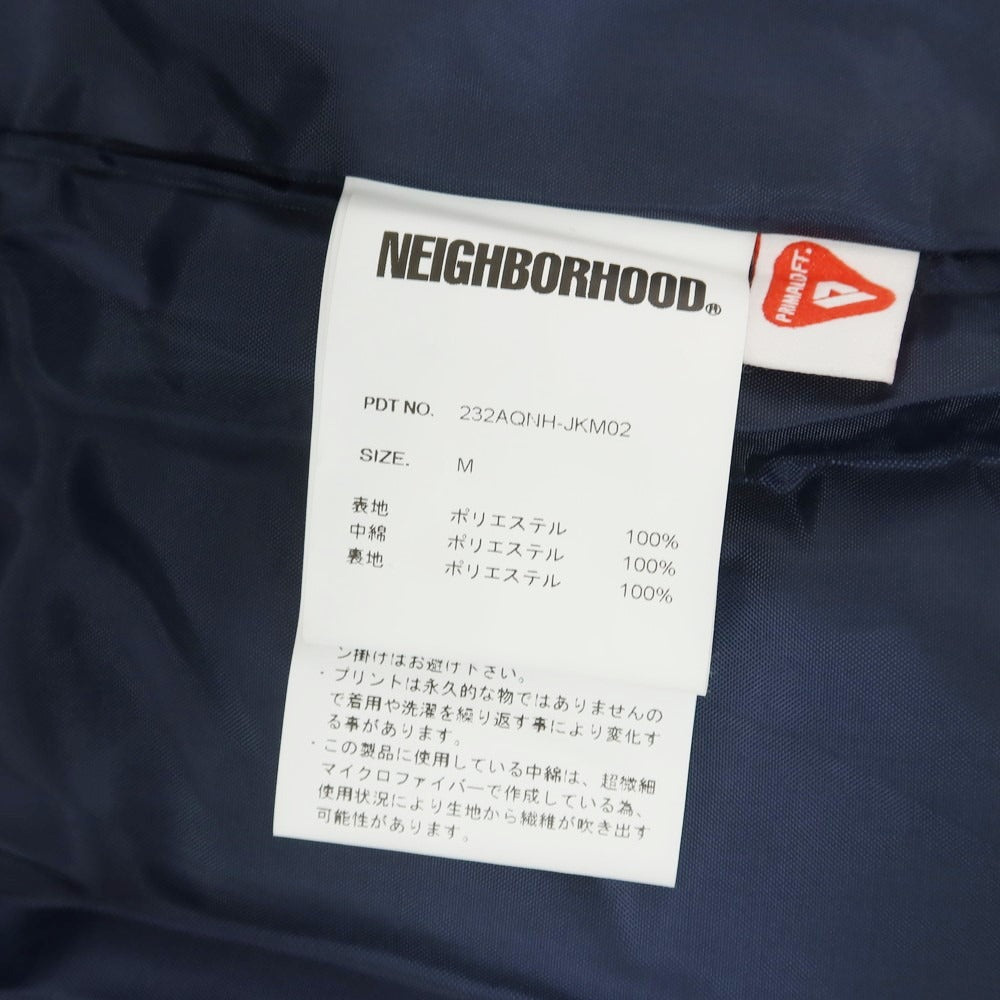 NEIGHBORHOOD®
PRIMALOFT.
PDT NO. 232AQNH-JKM02
SIZE. M
表地 ポリエステル 100%
中綿 ポリエステル 100%
裏地 ポリエステル 100%
ン掛けはお避け下さい。
・プリントは永久的な物ではありませんの
で着用や洗濯を繰り返す事により変化す
る事があります。
・この製品に使用している中綿は、超微細
マイクロファイバーで作成している為、
使用状況により生地から繊維が吹き出す
可能性があります。